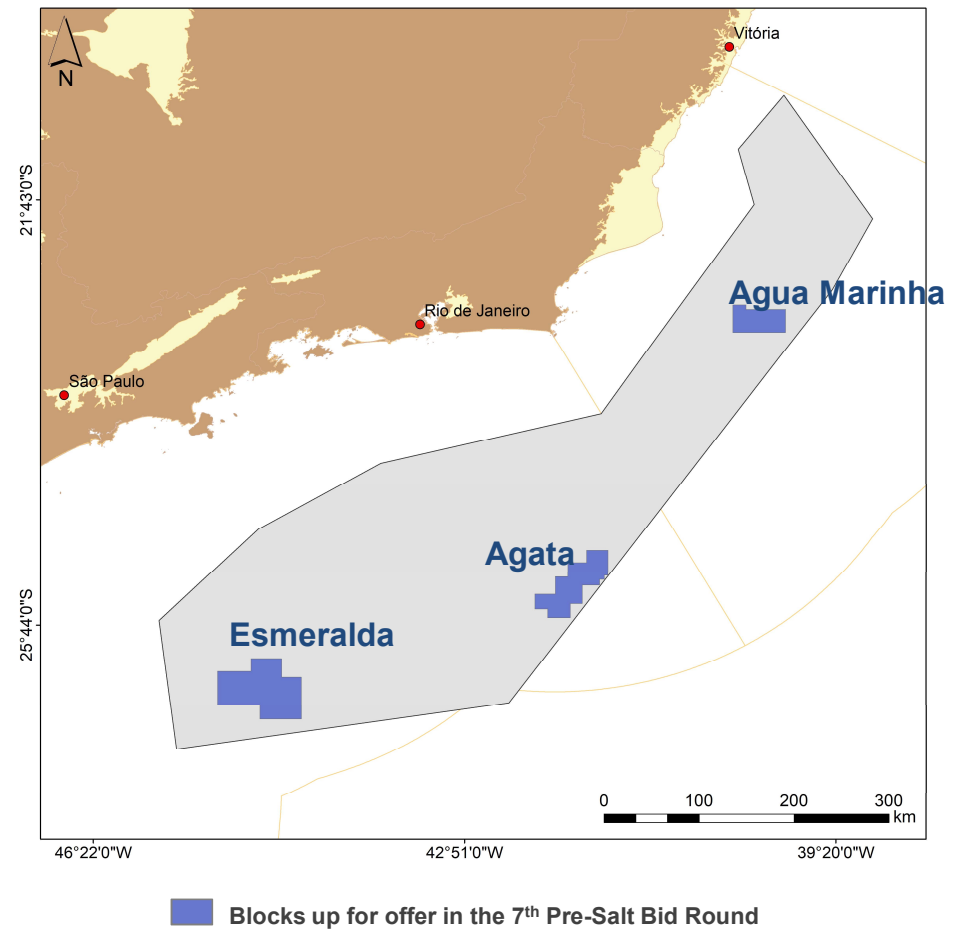 Vitória
N
21°43'0"S
Agua Marinha
Rio de Janeiro
São Paulo
Agata
25°44'0"S
Esmeralda
0 100 200 300
km
46°22'0"W 42°51'0"W 39°20'0"W
Blocks up for offer in the 7th Pre-Salt Bid Round